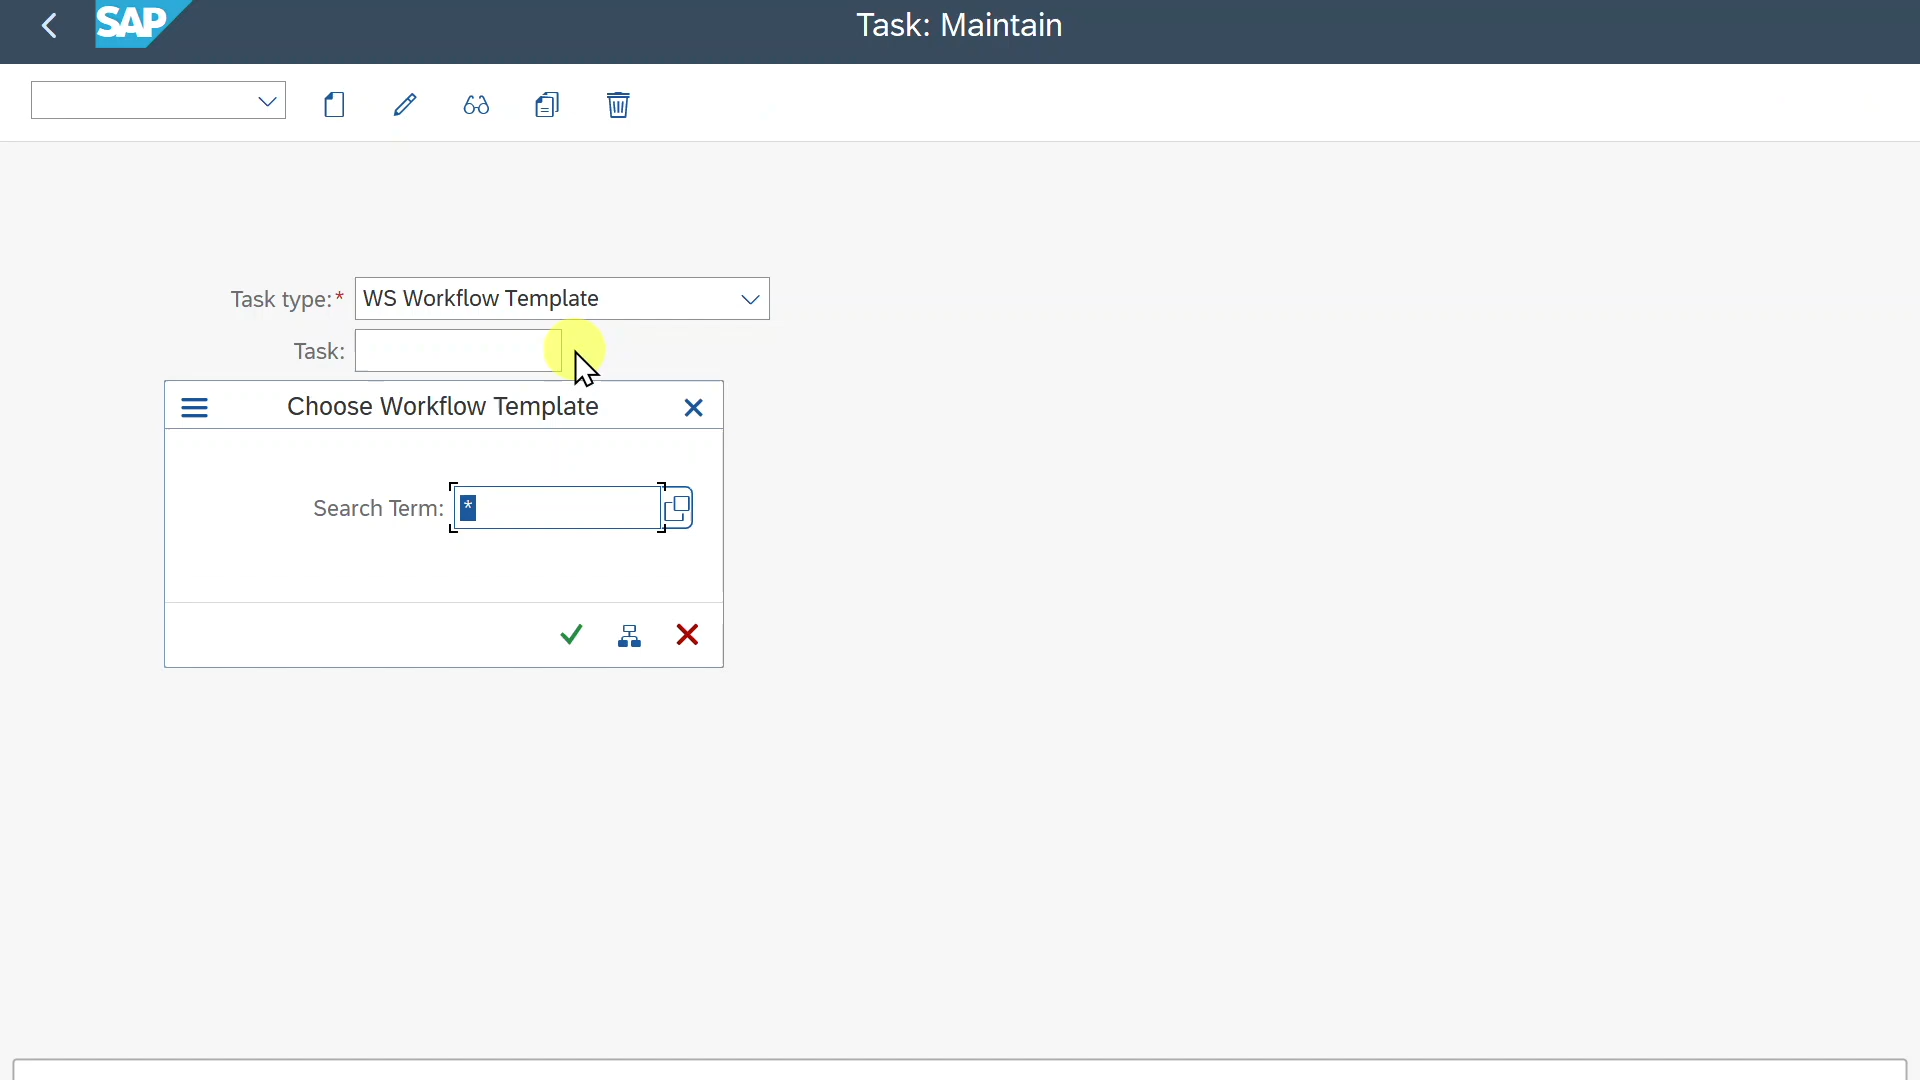 SAP
Task: Maintain
Task type:* WS Workflow Template
Task:
Choose Workflow Template
Search Term: *